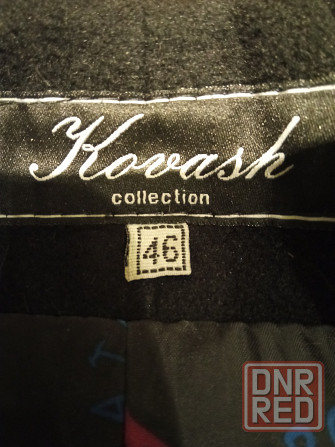 Kovash
collection
46
DNR
RED